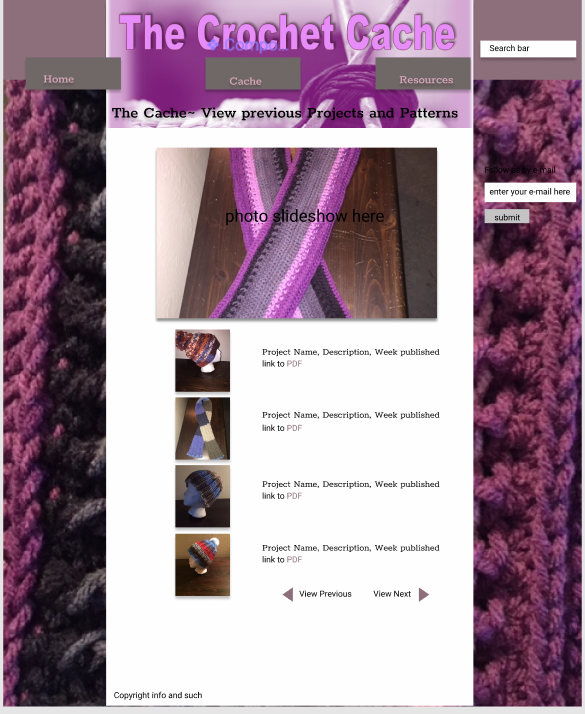 The Crochet Cache
Search bar
Home
Cache
Resources
The Cache~ View previous Projects and Patterns
mail
enter your e-mail here
submit
photo slideshow here
Project Name, Description, Week published
link to PDF
Project Name, Description, Week published
link to PDF
Project Name, Description, Week published
link to PDF
Project Name, Description, Week published
link to PDF
View Previous
View Next
Copyright info and such